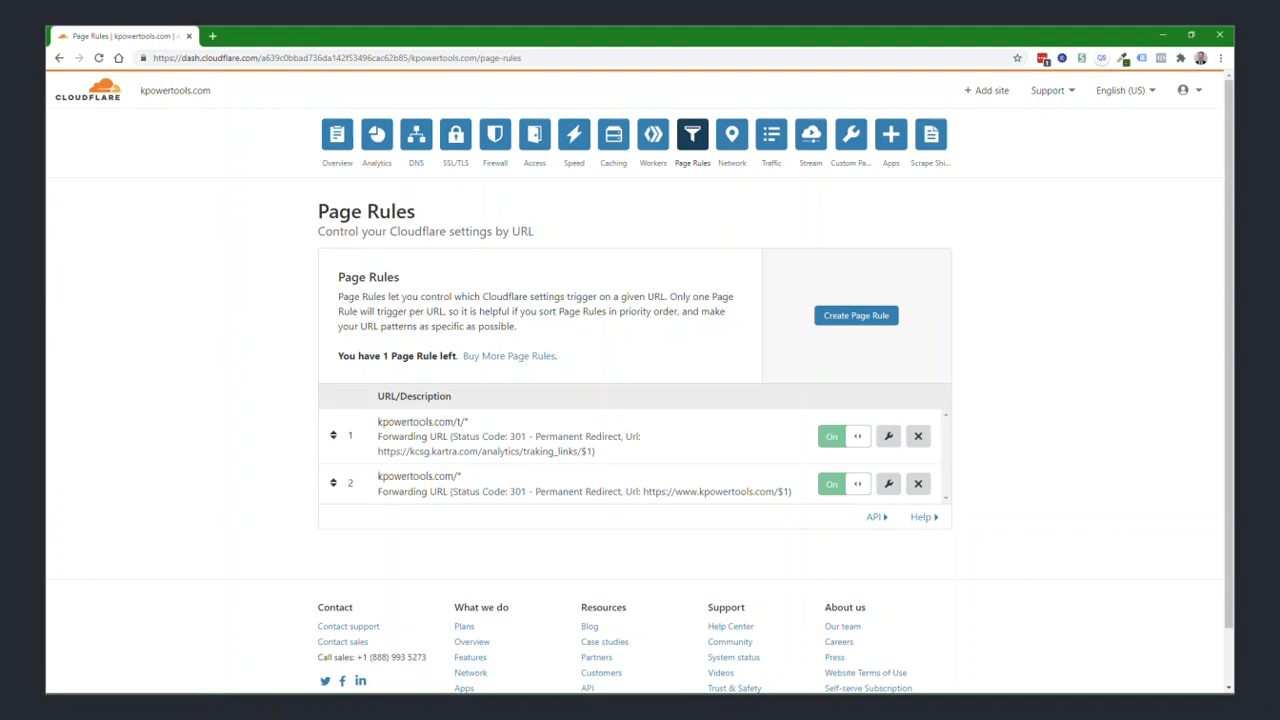 Page Rules | kpowertools.com | A
https://dash.cloudflare.com/a639c0bbad736da142f53496cac62b85/kpowertools.com/page-rules
CLOUDFLARE
kpowertools.com
+ Add site
Support
English (US)
Overview
Analytics
DNS
SSL/TLS
Firewall
Access
Speed
Caching
Workers
Page Rules
Network
Traffic
Stream
Custom Pa...
Apps
Scrape Shi...
Page Rules
Control your Cloudflare settings by URL
Page Rules
Page Rules let you control which Cloudflare settings trigger on a given URL. Only one Page
Rule will trigger per URL, so it is helpful if you sort Page Rules in priority order, and make
your URL patterns as specific as possible.
You have 1 Page Rule left. Buy More Page Rules.
Create Page Rule
URL/Description
1
kpowertools.com/t/*
Forwarding URL (Status Code: 301 - Permanent Redirect, Url:
https://kcsg.kartra.com/analytics/traking_links/$1)
On
2
kpowertools.com/*
Forwarding URL (Status Code: 301 - Permanent Redirect, Url: https://www.kpowertools.com/$1)
On
API
Help
Contact
Contact support
Contact sales
Call sales: +1 (888) 993 5273
What we do
Plans
Overview
Features
Network
Apps
Resources
Blog
Case studies
Partners
Customers
API
Support
Help Center
Community
System status
Videos
Trust & Safety
About us
Our team
Careers
Press
Website Terms of Use
Self-serve Subscription